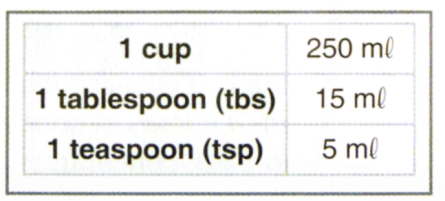 1 cup 250 mℓ
1 tablespoon (tbs) 15 mℓ
1 teaspoon (tsp) 5 mℓ